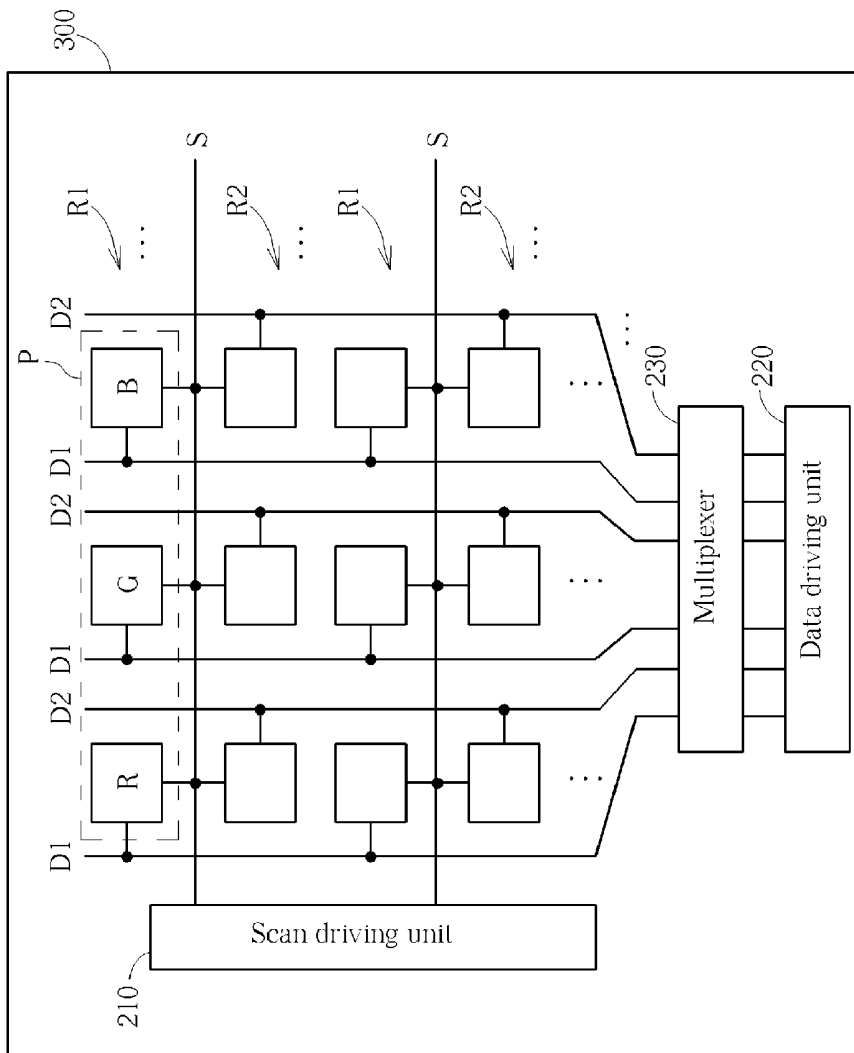 300
R1
R2
R1
R2
S
S
P
D1
D2
D1
D2
D1
D2
R
G
B
...
...
...
...
...
...
...
...
210
Scan driving unit
230
Multiplexer
220
Data driving unit